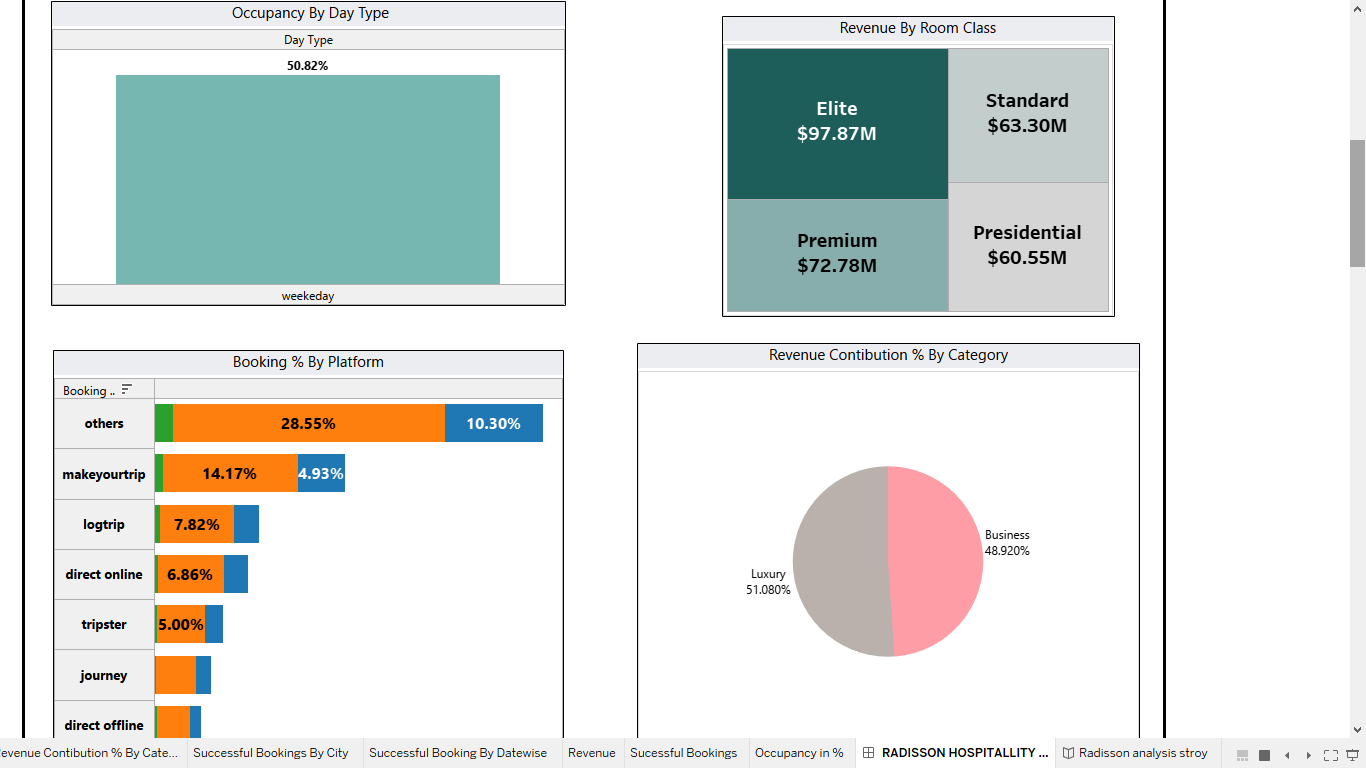 Occupancy By Day Type
Day Type
50.82%
weekeday
Revenue By Room Class
Elite
$97.87M
Standard
$63.30M
Premium
$72.78M
Presidential
$60.55M
Booking % By Platform
Booking ..
others
28.55%
10.30%
makeyourtrip
14.17%
4.93%
logtrip
7.82%
direct online
6.86%
tripster
5.00%
journey
direct offline
Revenue Contibution % By Category
Business
48.920%
Luxury
51.080%
evenue Contibution % By Cate...
Successful Bookings By City
Successful Booking By Datewise
Revenue
Sucessful Bookings
Occupancy in %
RADISSON HOSPITALLITY ...
Radisson analysis stroy